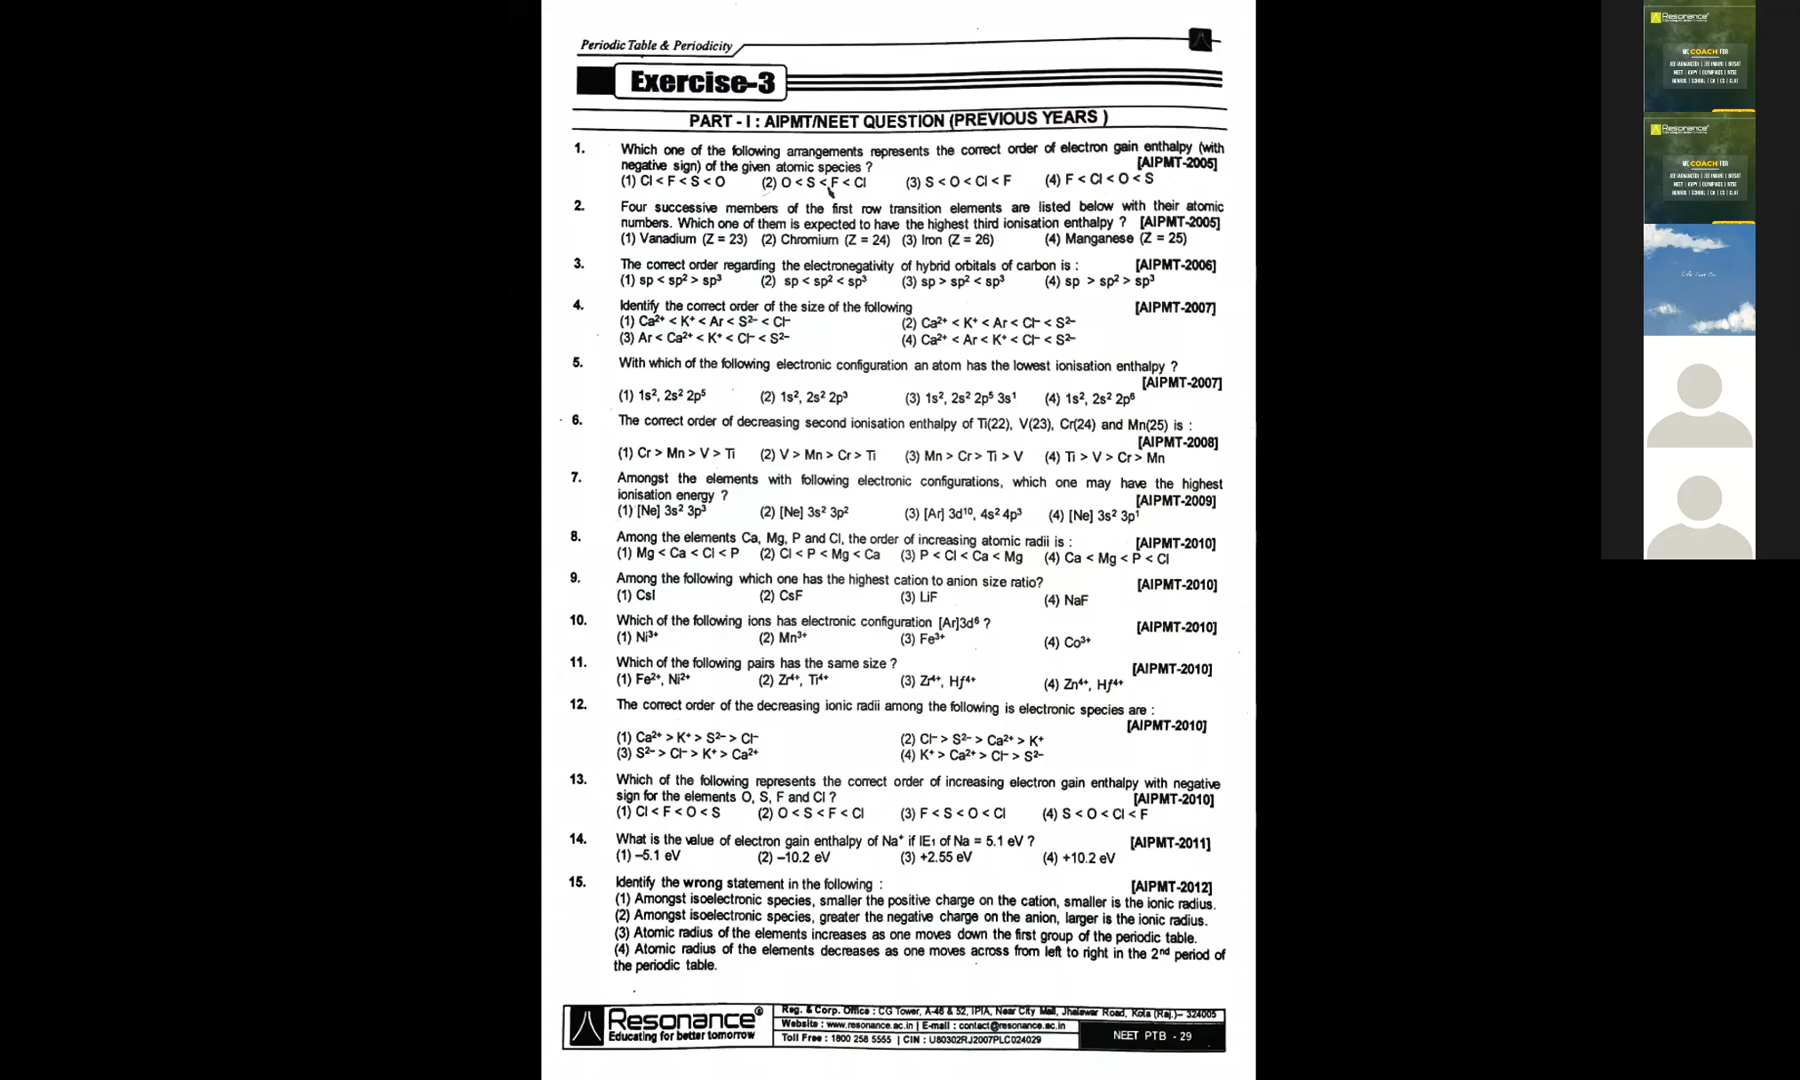 Periodic Table & Periodicity
Exercise-3
PART - I : AIPMT/NEET QUESTION (PREVIOUS YEARS )
1. Which one of the following arrangements represents the correct order of electron gain enthalpy (with
negative sign) of the given atomic species ? [AIPMT-2005]
(1) Cl < F < S < O (2) O < S < F < Cl (3) S < O < Cl < F (4) F < Cl < O < S
2. Four successive members of the first row transition elements are listed below with their atomic
numbers. Which one of them is expected to have the highest third ionisation enthalpy ? [AIPMT-2005]
(1) Vanadium (Z = 23) (2) Chromium (Z = 24) (3) Iron (Z = 26) (4) Manganese (Z = 25)
3. The correct order regarding the electronegativity of hybrid orbitals of carbon is : [AIPMT-2006]
(1) sp < sp² > sp³ (2) sp < sp² < sp³ (3) sp > sp² < sp³ (4) sp > sp² > sp³
4. Identify the correct order of the size of the following [AIPMT-2007]
(1) Ca²⁺ < K⁺ < Ar < S²⁻ < Cl⁻ (2) Ca²⁺ < K⁺ < Ar < Cl⁻ < S²⁻
(3) Ar < Ca²⁺ < K⁺ < Cl⁻ < S²⁻ (4) Ca²⁺ < Ar < K⁺ < Cl⁻ < S²⁻
5. With which of the following electronic configuration an atom has the lowest ionisation enthalpy ?
[AIPMT-2007]
(1) 1s², 2s² 2p⁵ (2) 1s², 2s² 2p³ (3) 1s², 2s² 2p⁵ 3s¹ (4) 1s², 2s² 2p⁶
6. The correct order of decreasing second ionisation enthalpy of Ti(22), V(23), Cr(24) and Mn(25) is :
[AIPMT-2008]
(1) Cr > Mn > V > Ti (2) V > Mn > Cr > Ti (3) Mn > Cr > Ti > V (4) Ti > V > Cr > Mn
7. Amongst the elements with following electronic configurations, which one may have the highest
ionisation energy ? [AIPMT-2009]
(1) [Ne] 3s² 3p³ (2) [Ne] 3s² 3p² (3) [Ar] 3d¹⁰, 4s² 4p³ (4) [Ne] 3s² 3p¹
8. Among the elements Ca, Mg, P and Cl, the order of increasing atomic radii is : [AIPMT-2010]
(1) Mg < Ca < Cl < P (2) Cl < P < Mg < Ca (3) P < Cl < Ca < Mg (4) Ca < Mg < P < Cl
9. Among the following which one has the highest cation to anion size ratio? [AIPMT-2010]
(1) CsI (2) CsF (3) LiF (4) NaF
10. Which of the following ions has electronic configuration [Ar]3d⁶ ? [AIPMT-2010]
(1) Ni³⁺ (2) Mn³⁺ (3) Fe³⁺ (4) Co³⁺
11. Which of the following pairs has the same size ? [AIPMT-2010]
(1) Fe²⁺, Ni²⁺ (2) Zr⁴⁺, Ti⁴⁺ (3) Zr⁴⁺, Hf⁴⁺ (4) Zn⁴⁺, Hf⁴⁺
12. The correct order of the decreasing ionic radii among the following is electronic species are :
[AIPMT-2010]
(1) Ca²⁺ > K⁺ > S²⁻ > Cl⁻ (2) Cl⁻ > S²⁻ > Ca²⁺ > K⁺
(3) S²⁻ > Cl⁻ > K⁺ > Ca²⁺ (4) K⁺ > Ca²⁺ > Cl⁻ > S²⁻
13. Which of the following represents the correct order of increasing electron gain enthalpy with negative
sign for the elements O, S, F and Cl ? [AIPMT-2010]
(1) Cl < F < O < S (2) O < S < F < Cl (3) F < S < O < Cl (4) S < O < Cl < F
14. What is the value of electron gain enthalpy of Na⁺ if IE₁ of Na = 5.1 eV ? [AIPMT-2011]
(1) –5.1 eV (2) –10.2 eV (3) +2.55 eV (4) +10.2 eV
15. Identify the wrong statement in the following : [AIPMT-2012]
(1) Amongst isoelectronic species, smaller the positive charge on the cation, smaller is the ionic radius.
(2) Amongst isoelectronic species, greater the negative charge on the anion, larger is the ionic radius.
(3) Atomic radius of the elements increases as one moves down the first group of the periodic table.
(4) Atomic radius of the elements decreases as one moves across from left to right in the 2nd period of
the periodic table.
Resonance®
Educating for better tomorrow
Reg. & Corp. Office : CG Tower, A-46 & 52, IPIA, Near City Mall, Jhalawar Road, Kota (Raj.)– 324005
Website : www.resonance.ac.in | E-mail : contact@resonance.ac.in
Toll Free : 1800 258 5555 | CIN : U80302RJ2007PLC024029
NEET PTB - 29
Resonance
WE COACH FOR
Resonance
WE COACH FOR